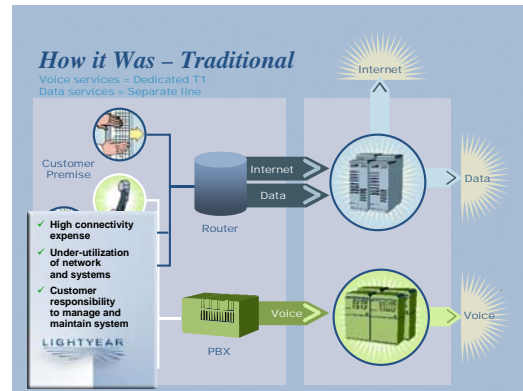 How it Was – Traditional
Voice services = Dedicated T1
Data services = Separate line
Internet
Customer
Premise
Internet
Data
Router
Data
High connectivity
expense
Under-utilization
of network
and systems
Customer
responsibility
to manage and
maintain system
LIGHTYEAR
PBX
Voice
Voice